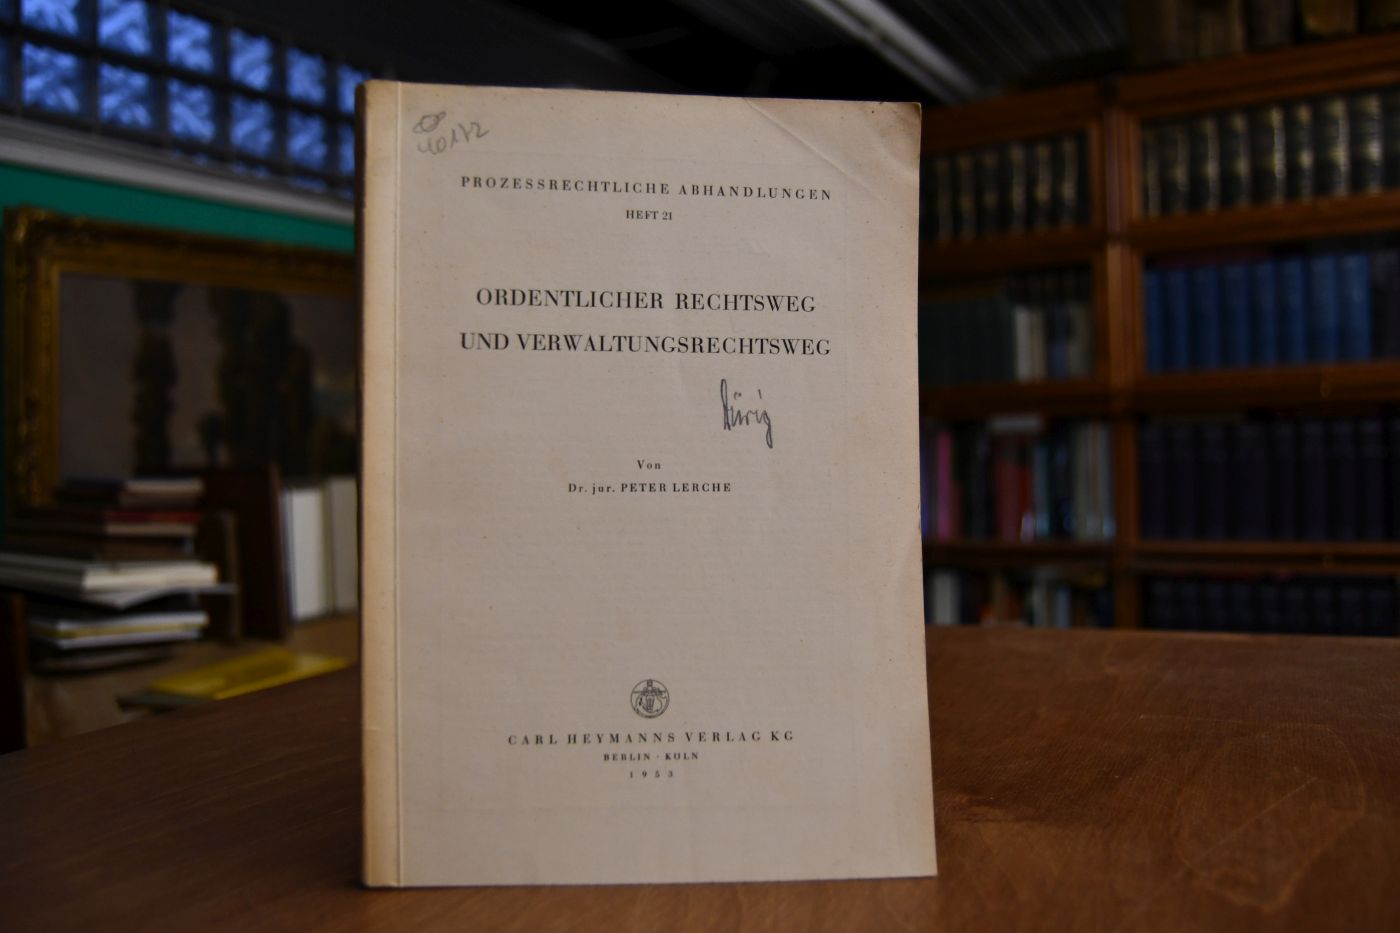 PROZESSRECHTLICHE ABHANDLUNGEN
HEFT 21
ORDENTLICHER RECHTSWEG
UND VERWALTUNGSRECHTSWEG
Dürig
Von
Dr. jur. PETER LERCHE
CARL HEYMANNS VERLAG KG
BERLIN · KÖLN
1953